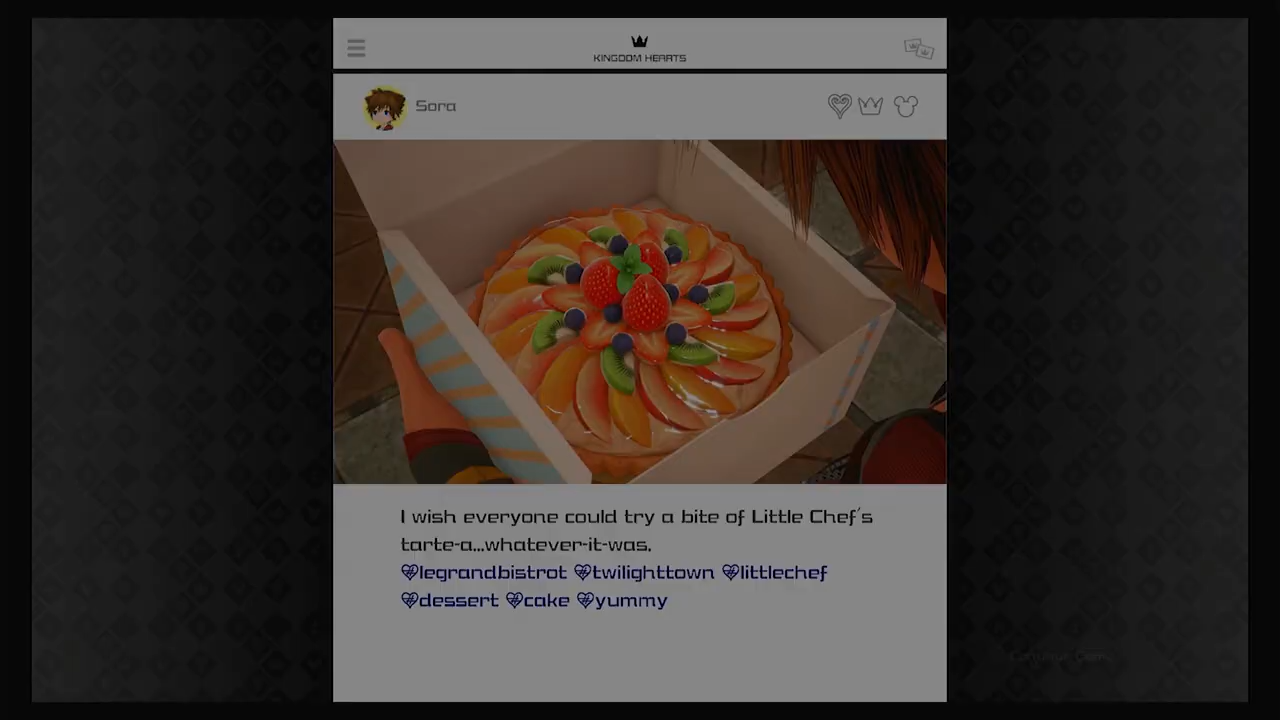 KINGDOM HEARTS
Sora
I wish everyone could try a bite of Little Chef's
tarte-a...whatever-it-was.
legrandbistrot twilighttown littlechef
dessert cake yummy